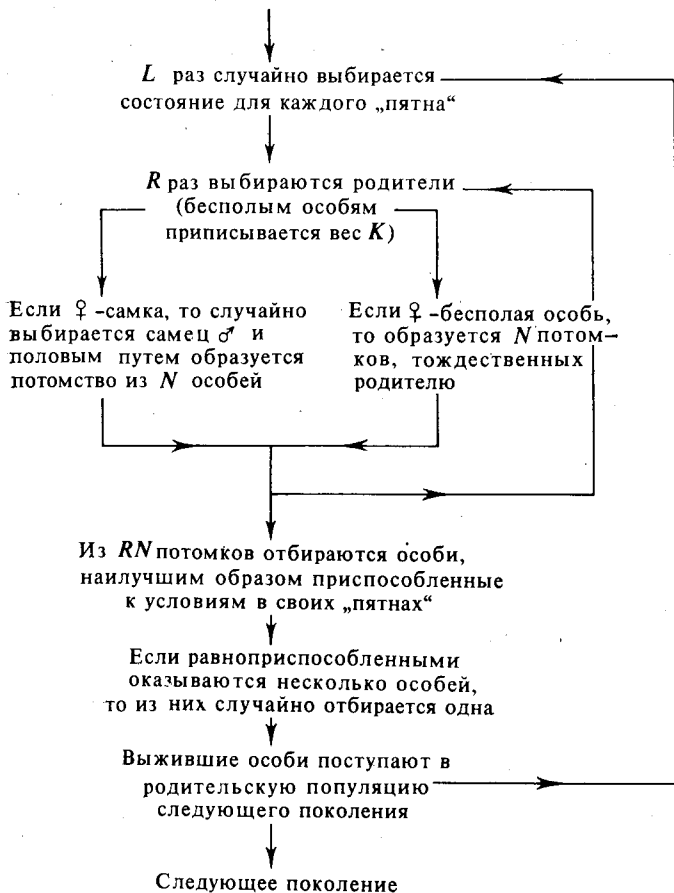 L раз случайно выбирается
состояние для каждого „пятна“
R раз выбираются родители
(бесполым особям
приписывается вес K)
Если ♀ -самка, то случайно
выбирается самец ♂ и
половым путем образуется
потомство из N особей
Если ♀ -бесполая особь,
то образуется N потом-
ков, тождественных
родителю
Из RN потомков отбираются особи,
наилучшим образом приспособленные
к условиям в своих „пятнах“
Если равноприспособленными
оказываются несколько особей,
то из них случайно отбирается одна
Выжившие особи поступают в
родительскую популяцию
следующего поколения
Следующее поколение